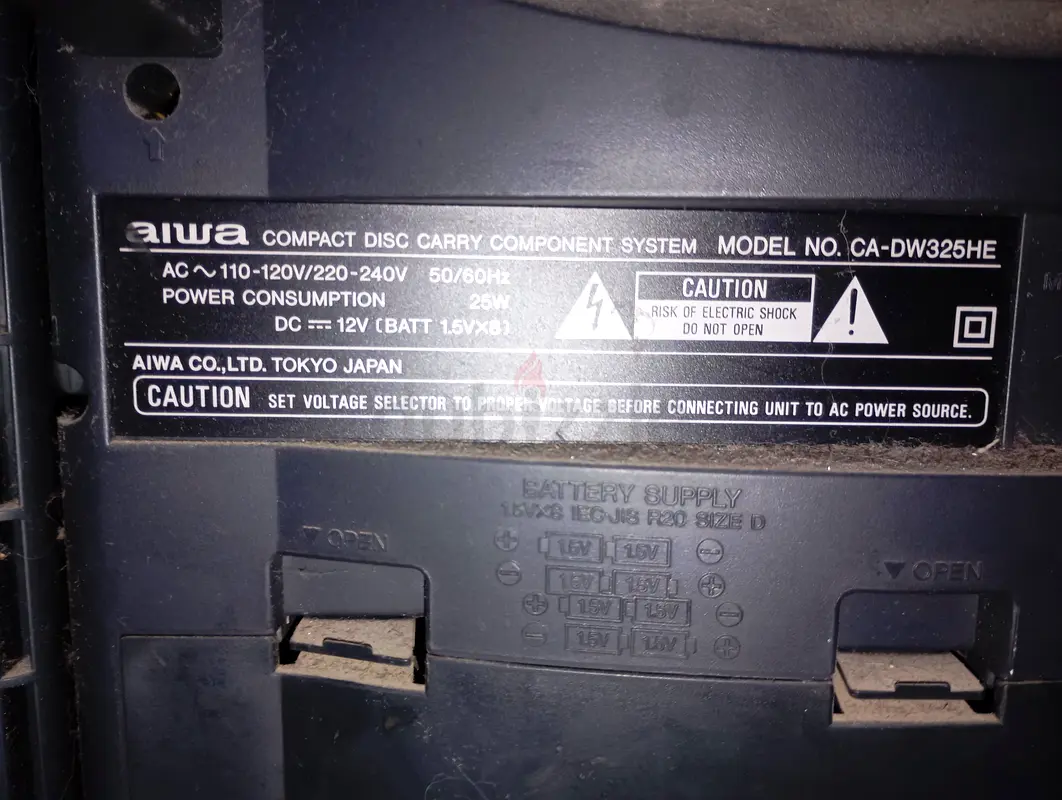 aiwa COMPACT DISC CARRY COMPONENT SYSTEM MODEL NO. CA-DW325HE
AC ~ 110-120V/220-240V 50/60Hz
POWER CONSUMPTION 25W
DC ⎓ 12V (BATT 1.5V×8)
CAUTION
RISK OF ELECTRIC SHOCK
DO NOT OPEN
AIWA CO.,LTD. TOKYO JAPAN
CAUTION SET VOLTAGE SELECTOR TO PROPER VOLTAGE BEFORE CONNECTING UNIT TO AC POWER SOURCE.
BATTERY SUPPLY
1.5V×8 IEC·JIS R20 SIZE D
▼ OPEN
⊕ 1.5V 1.5V ⊖
⊖ 1.5V 1.5V ⊕
⊕ 1.5V 1.5V ⊖
⊖ 1.5V 1.5V ⊕
▼ OPEN